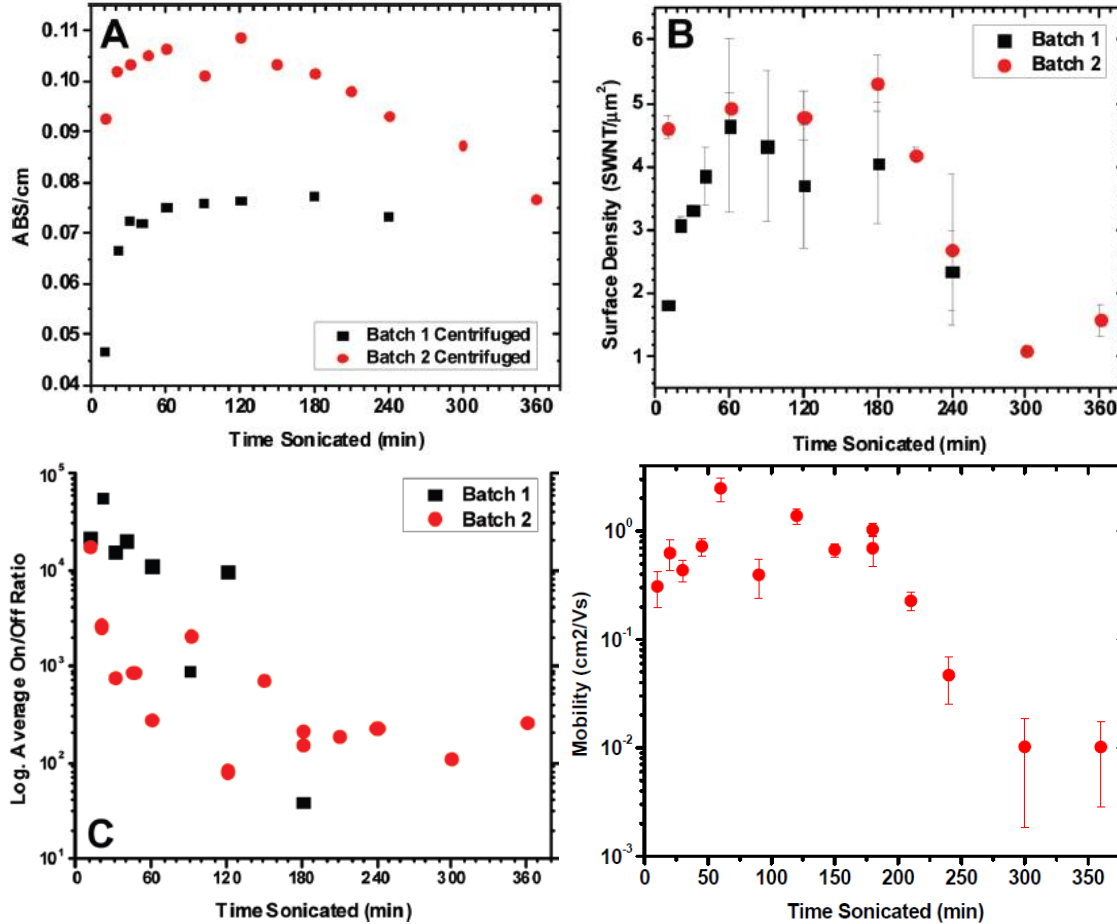 A
0.11
0.10
0.09
0.08
0.07
0.06
0.05
0.04
ABS/cm
Batch 1 Centrifuged
Batch 2 Centrifuged
0 60 120 180 240 300 360
Time Sonicated (min)
B
Batch 1
Batch 2
6
5
4
3
2
1
Surface Density (SWNT/μm²)
0 60 120 180 240 300 360
Time Sonicated (min)
10⁵
10⁴
10³
10²
10¹
Log. Average On/Off Ratio
Batch 1
Batch 2
C
0 60 120 180 240 300 360
Time Sonicated (min)
10⁰
10⁻¹
10⁻²
10⁻³
Mobility (cm2/Vs)
0 50 100 150 200 250 300 350
Time Sonicated (min)